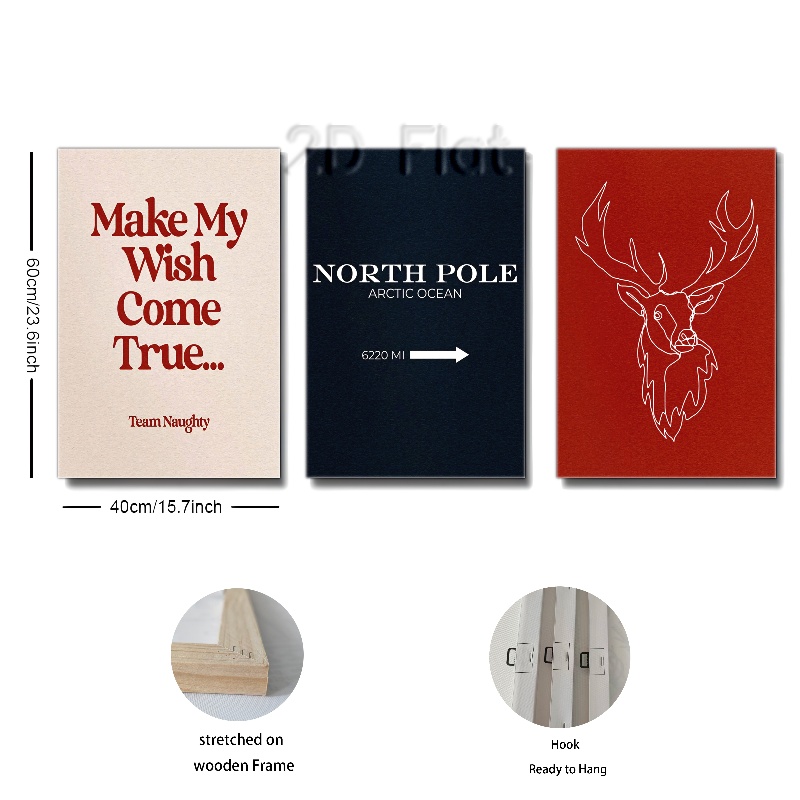 2D Flat
Make My
Wish
Come
True...
Team Naughty
NORTH POLE
ARCTIC OCEAN
6220 MI
60cm/23.6inch
40cm/15.7inch
stretched on
wooden Frame
Hook
Ready to Hang